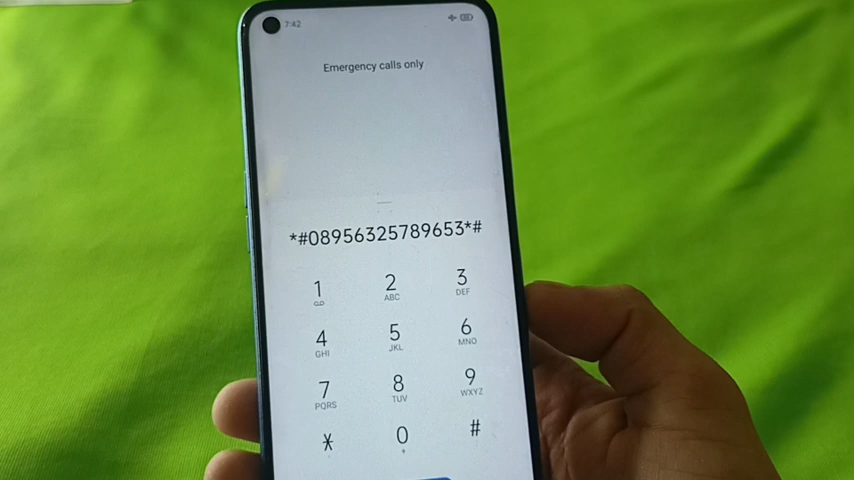 7:42
Emergency calls only
*#08956325789653*#
1 2 3
ABC DEF
4 5 6
GHI JKL MNO
7 8 9
PQRS TUV WXYZ
* 0 #
+